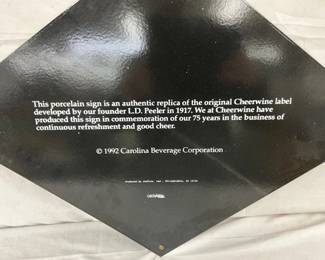 This porcelain sign is an authentic replica of the original Cheerwine label
developed by our founder L.D. Peeler in 1917. We at Cheerwine have
produced this sign in commemoration of our 75 years in the business of
continuous refreshment and good cheer.
© 1992 Carolina Beverage Corporation